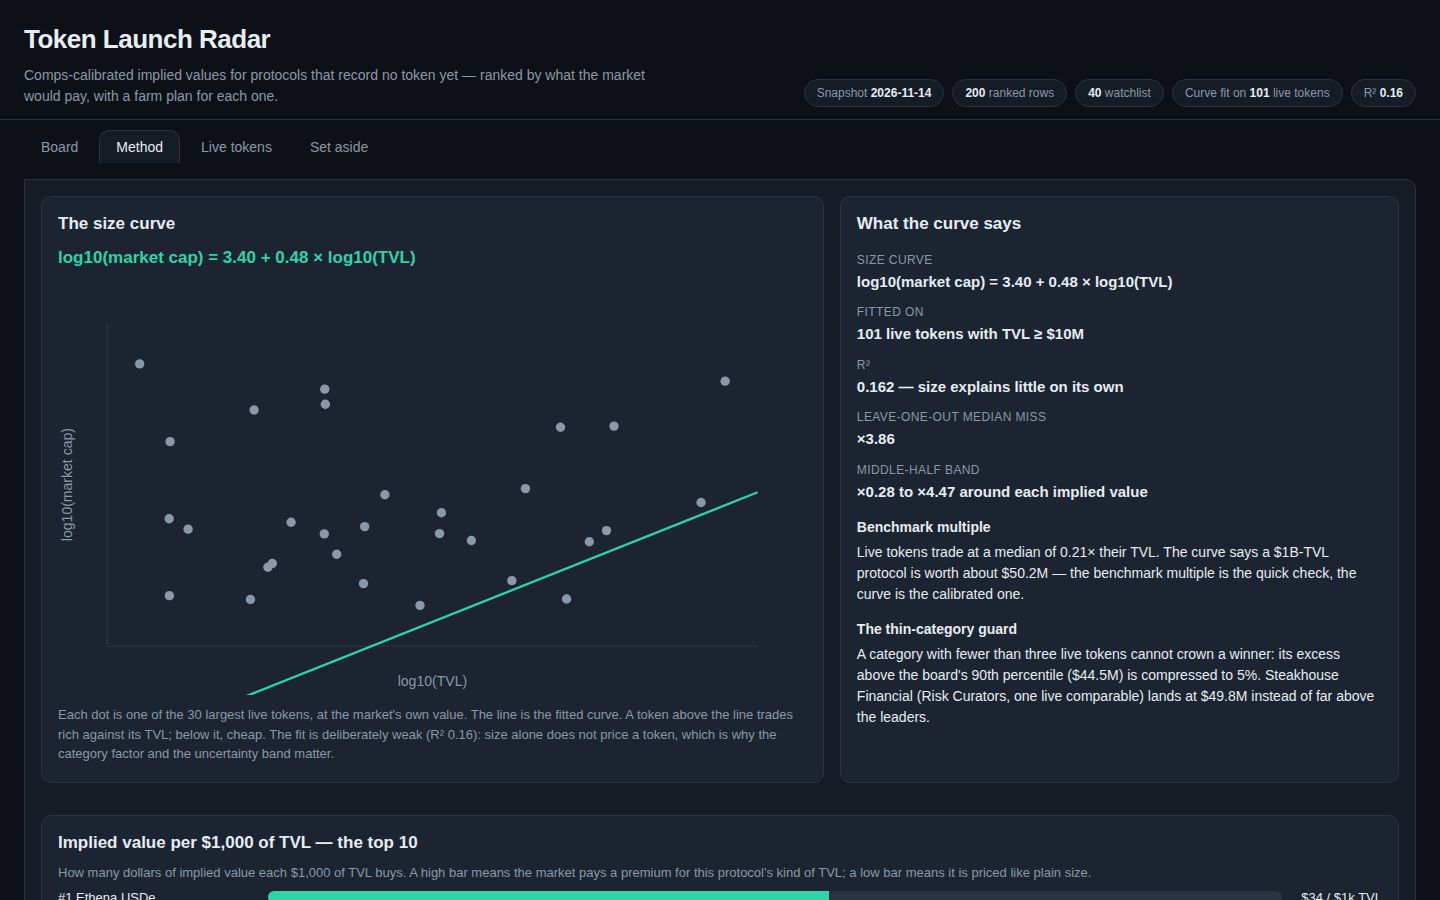 Token Launch Radar
Comps-calibrated implied values for protocols that record no token yet — ranked by what the market
would pay, with a farm plan for each one.
Snapshot 2026-11-14
200 ranked rows
40 watchlist
Curve fit on 101 live tokens
R² 0.16
Board
Method
Live tokens
Set aside
The size curve
log10(market cap) = 3.40 + 0.48 × log10(TVL)
log10(market cap)
log10(TVL)
Each dot is one of the 30 largest live tokens, at the market's own value. The line is the fitted curve. A token above the line trades
rich against its TVL; below it, cheap. The fit is deliberately weak (R² 0.16): size alone does not price a token, which is why the
category factor and the uncertainty band matter.
What the curve says
SIZE CURVE
log10(market cap) = 3.40 + 0.48 × log10(TVL)
FITTED ON
101 live tokens with TVL ≥ $10M
R²
0.162 — size explains little on its own
LEAVE-ONE-OUT MEDIAN MISS
×3.86
MIDDLE-HALF BAND
×0.28 to ×4.47 around each implied value
Benchmark multiple
Live tokens trade at a median of 0.21× their TVL. The curve says a $1B-TVL
protocol is worth about $50.2M — the benchmark multiple is the quick check, the
curve is the calibrated one.
The thin-category guard
A category with fewer than three live tokens cannot crown a winner: its excess
above the board's 90th percentile ($44.5M) is compressed to 5%. Steakhouse
Financial (Risk Curators, one live comparable) lands at $49.8M instead of far above
the leaders.
Implied value per $1,000 of TVL — the top 10
How many dollars of implied value each $1,000 of TVL buys. A high bar means the market pays a premium for this protocol's kind of TVL; a low bar means it is priced like plain size.
#1 Ethena USDe
$34 / $1k TVL